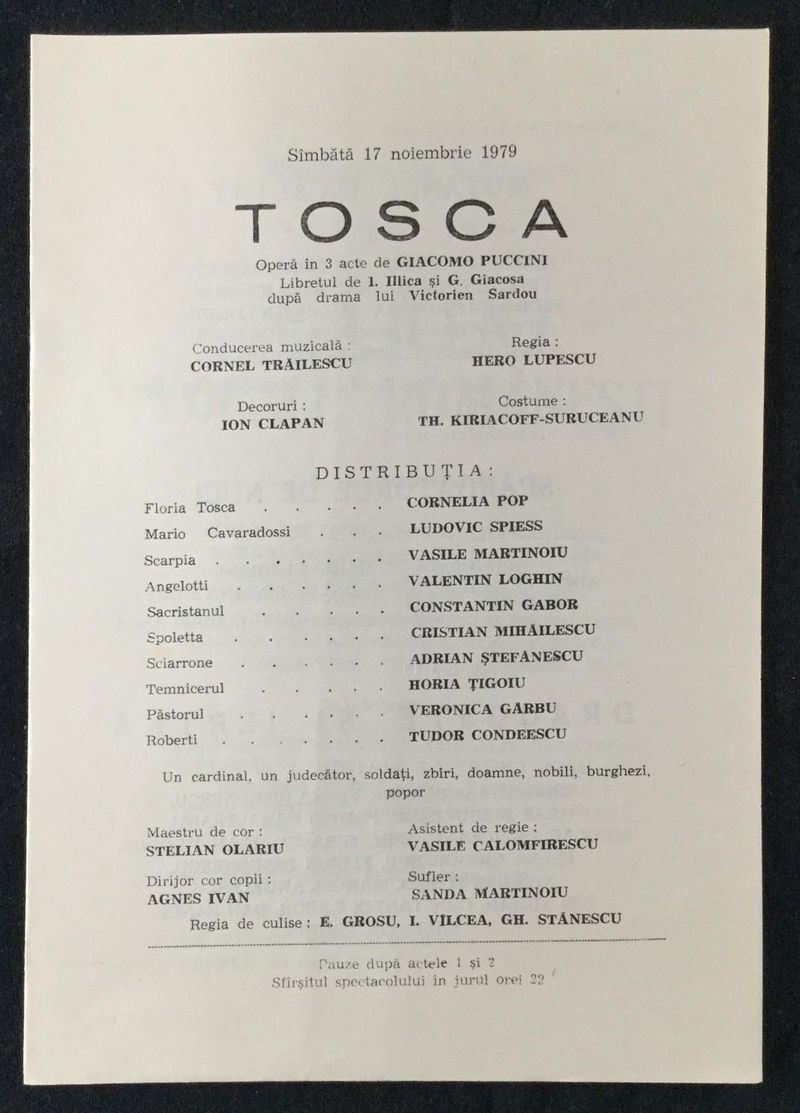 Sîmbătă 17 noiembrie 1979
TOSCA
Operă în 3 acte de GIACOMO PUCCINI
Libretul de I. Illica și G. Giacosa
după drama lui Victorien Sardou
Conducerea muzicală :
CORNEL TRĂILESCU
Regia :
HERO LUPESCU
Decoruri :
ION CLAPAN
Costume :
TH. KIRIACOFF-SURUCEANU
DISTRIBUȚIA :
Floria Tosca . . . . . CORNELIA POP
Mario Cavaradossi . . . LUDOVIC SPIESS
Scarpia . . . . . . . VASILE MARTINOIU
Angelotti . . . . . . VALENTIN LOGHIN
Sacristanul . . . . . CONSTANTIN GABOR
Spoletta . . . . . . CRISTIAN MIHĂILESCU
Sciarrone . . . . . . ADRIAN ȘTEFĂNESCU
Temnicerul . . . . . HORIA ȚIGOIU
Păstorul . . . . . . VERONICA GÂRBU
Roberti . . . . . . . TUDOR CONDEESCU
Un cardinal, un judecător, soldați, zbiri, doamne, nobili, burghezi,
popor
Maestru de cor :
STELIAN OLARIU
Asistent de regie :
VASILE CALOMFIRESCU
Dirijor cor copii :
AGNES IVAN
Sufler :
SANDA MARTINOIU
Regia de culise : E. GROSU, I. VÎLCEA, GH. STĂNESCU
Pauze după actele 1 și 2
Sfîrșitul spectacolului în jurul orei 22